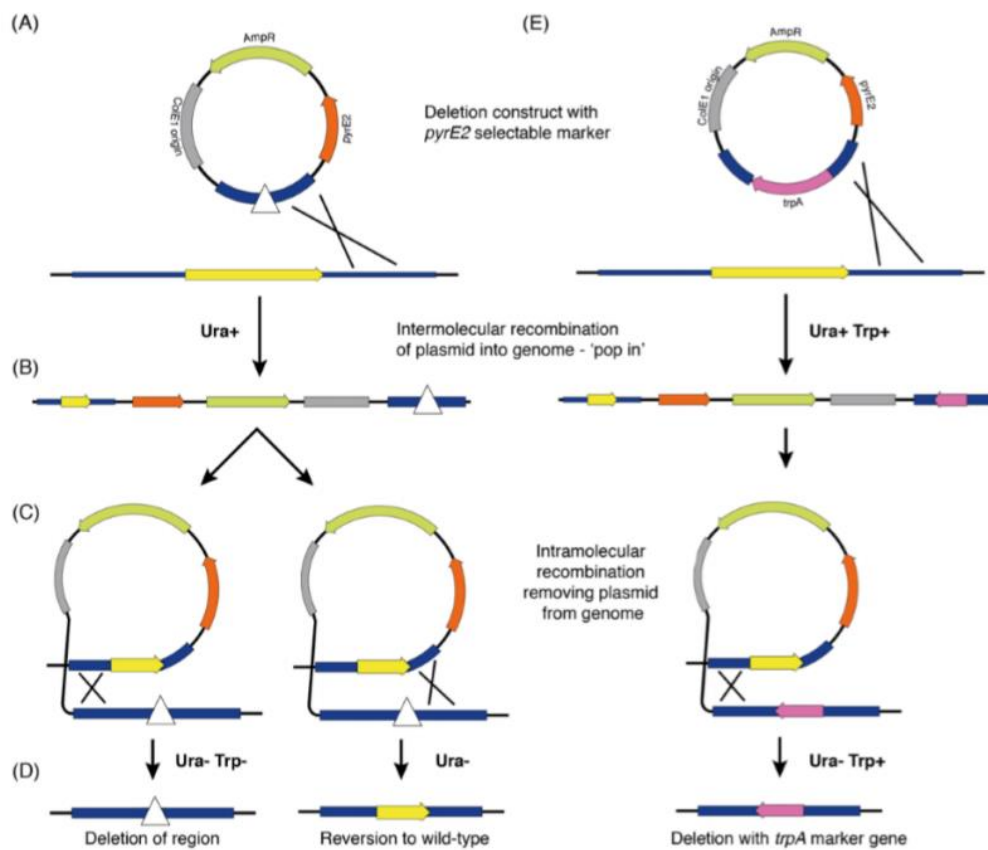 (A)
AmpR
ColE1 origin
pyrE2
Deletion construct with
pyrE2 selectable marker
(E)
AmpR
ColE1 origin
pyrE2
trpA
Ura+
Intermolecular recombination
of plasmid into genome - 'pop in'
Ura+ Trp+
(B)
(C)
Intramolecular
recombination
removing plasmid
from genome
Ura- Trp-
Ura-
Ura- Trp+
(D)
Deletion of region
Reversion to wild-type
Deletion with trpA marker gene